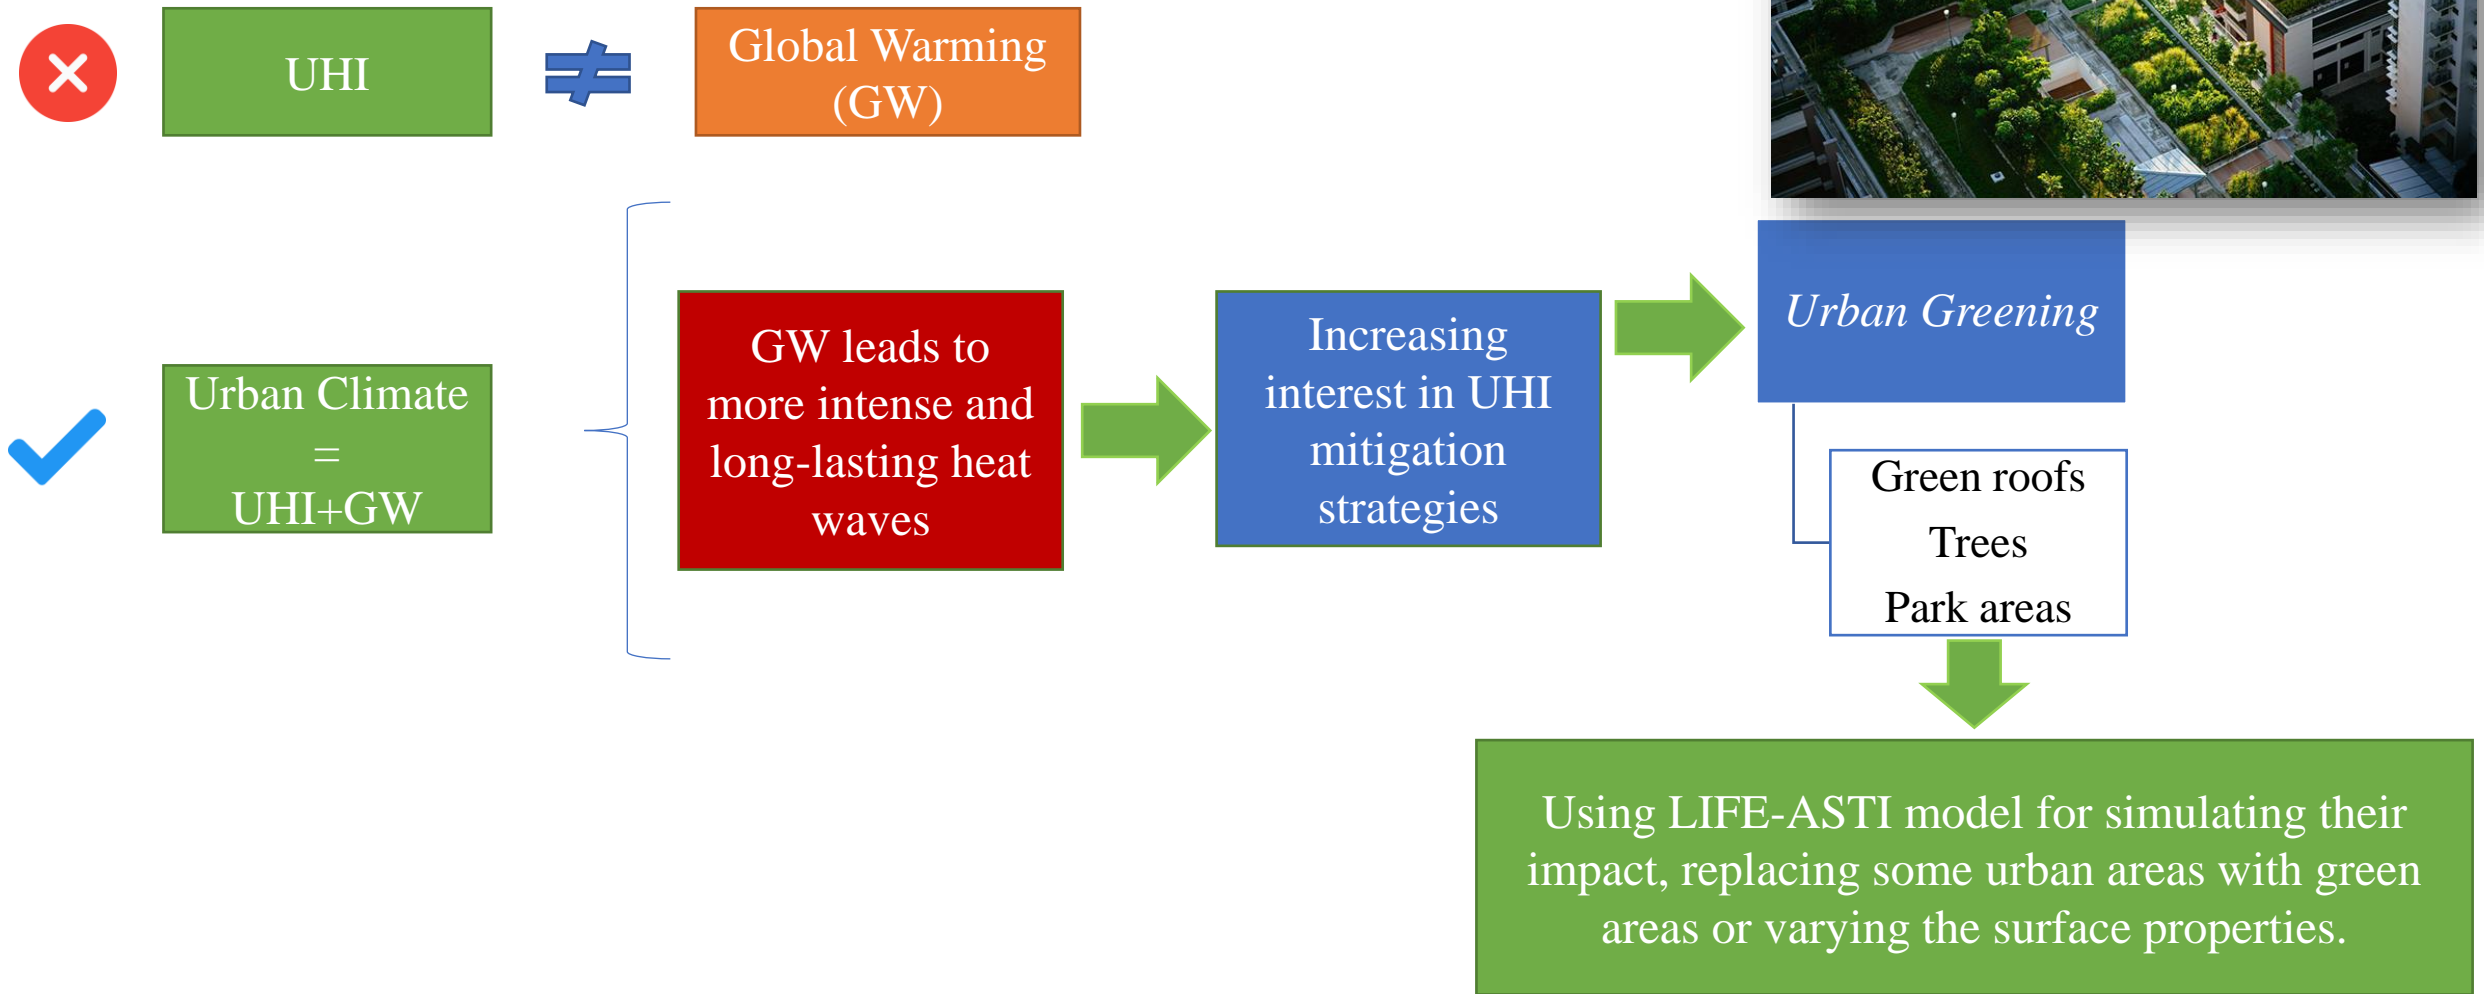 UHI
≠
Global Warming
(GW)
Urban Climate
=
UHI+GW
GW leads to
more intense and
long-lasting heat
waves
Increasing
interest in UHI
mitigation
strategies
Urban Greening
Green roofs
Trees
Park areas
Using LIFE-ASTI model for simulating their
impact, replacing some urban areas with green
areas or varying the surface properties.